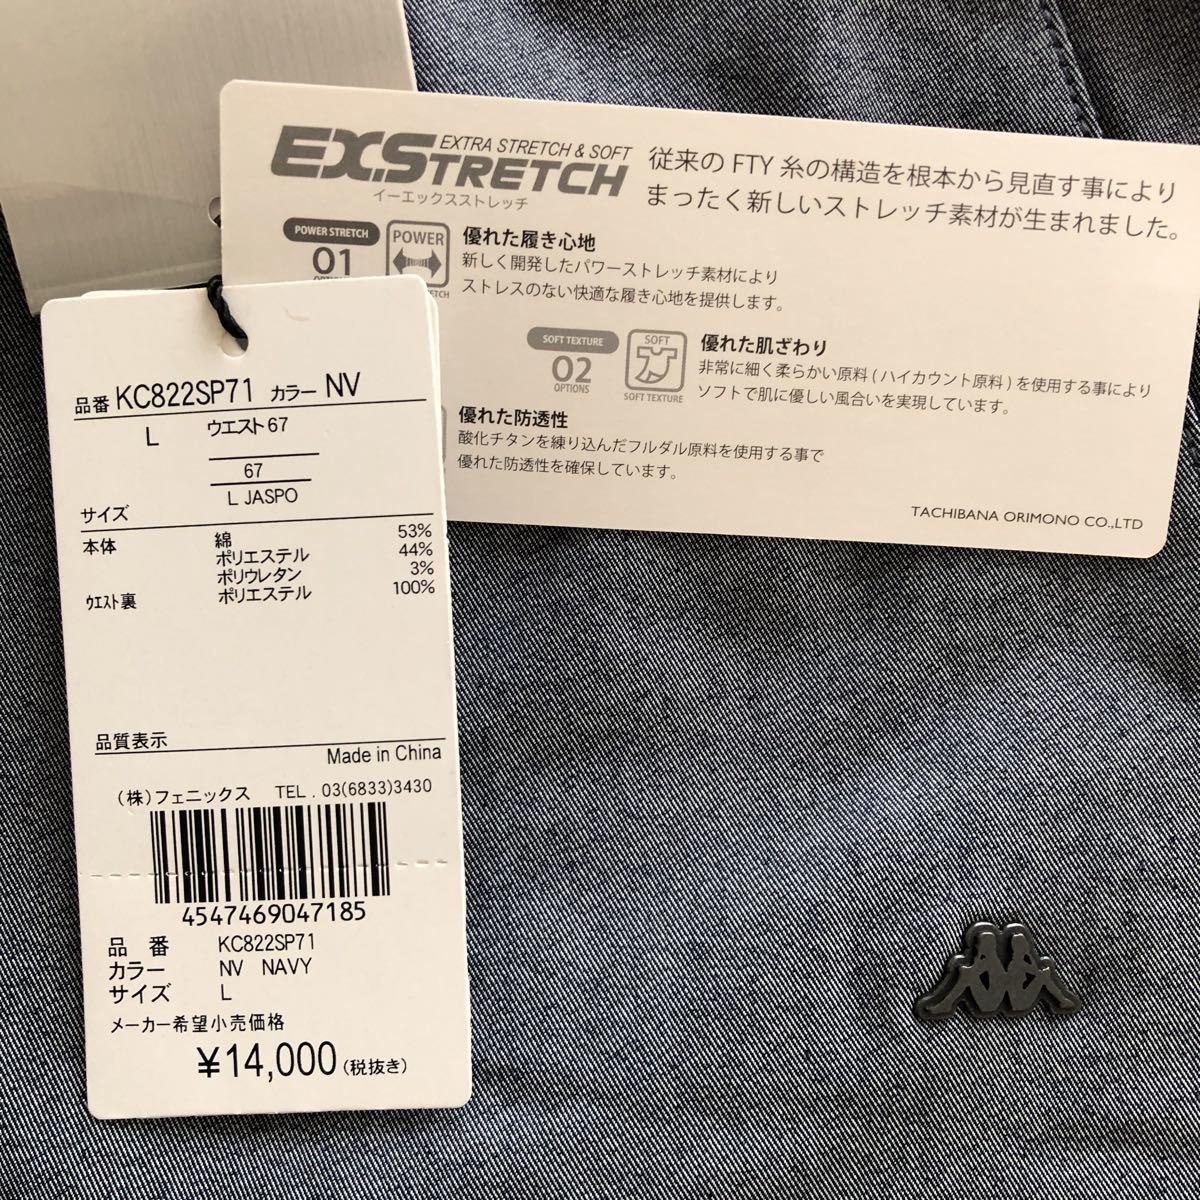 EX.STRETCH
EXTRA STRETCH & SOFT
イーエックスストレッチ
従来の FTY 糸の構造を根本から見直す事により
まったく新しいストレッチ素材が生まれました。
POWER STRETCH
01
POWER
優れた履き心地
新しく開発したパワーストレッチ素材により
ストレスのない快適な履き心地を提供します。
SOFT TEXTURE
02
OPTIONS
SOFT
SOFT TEXTURE
優れた肌ざわり
非常に細く柔らかい原料 ( ハイカウント原料 ) を使用する事により
ソフトで肌に優しい風合いを実現しています。
優れた防透性
酸化チタンを練り込んだフルダル原料を使用する事で
優れた防透性を確保しています。
TACHIBANA ORIMONO CO.,LTD
品番 KC822SP71 カラー NV
L ウエスト67
67
L JASPO
サイズ
本体 綿 53%
ポリエステル 44%
ポリウレタン 3%
ウエスト裏 ポリエステル 100%
品質表示
Made in China
(株)フェニックス TEL . 03(6833)3430
4547469047185
品 番 KC822SP71
カラー NV NAVY
サイズ L
メーカー希望小売価格
¥14,000 (税抜き)